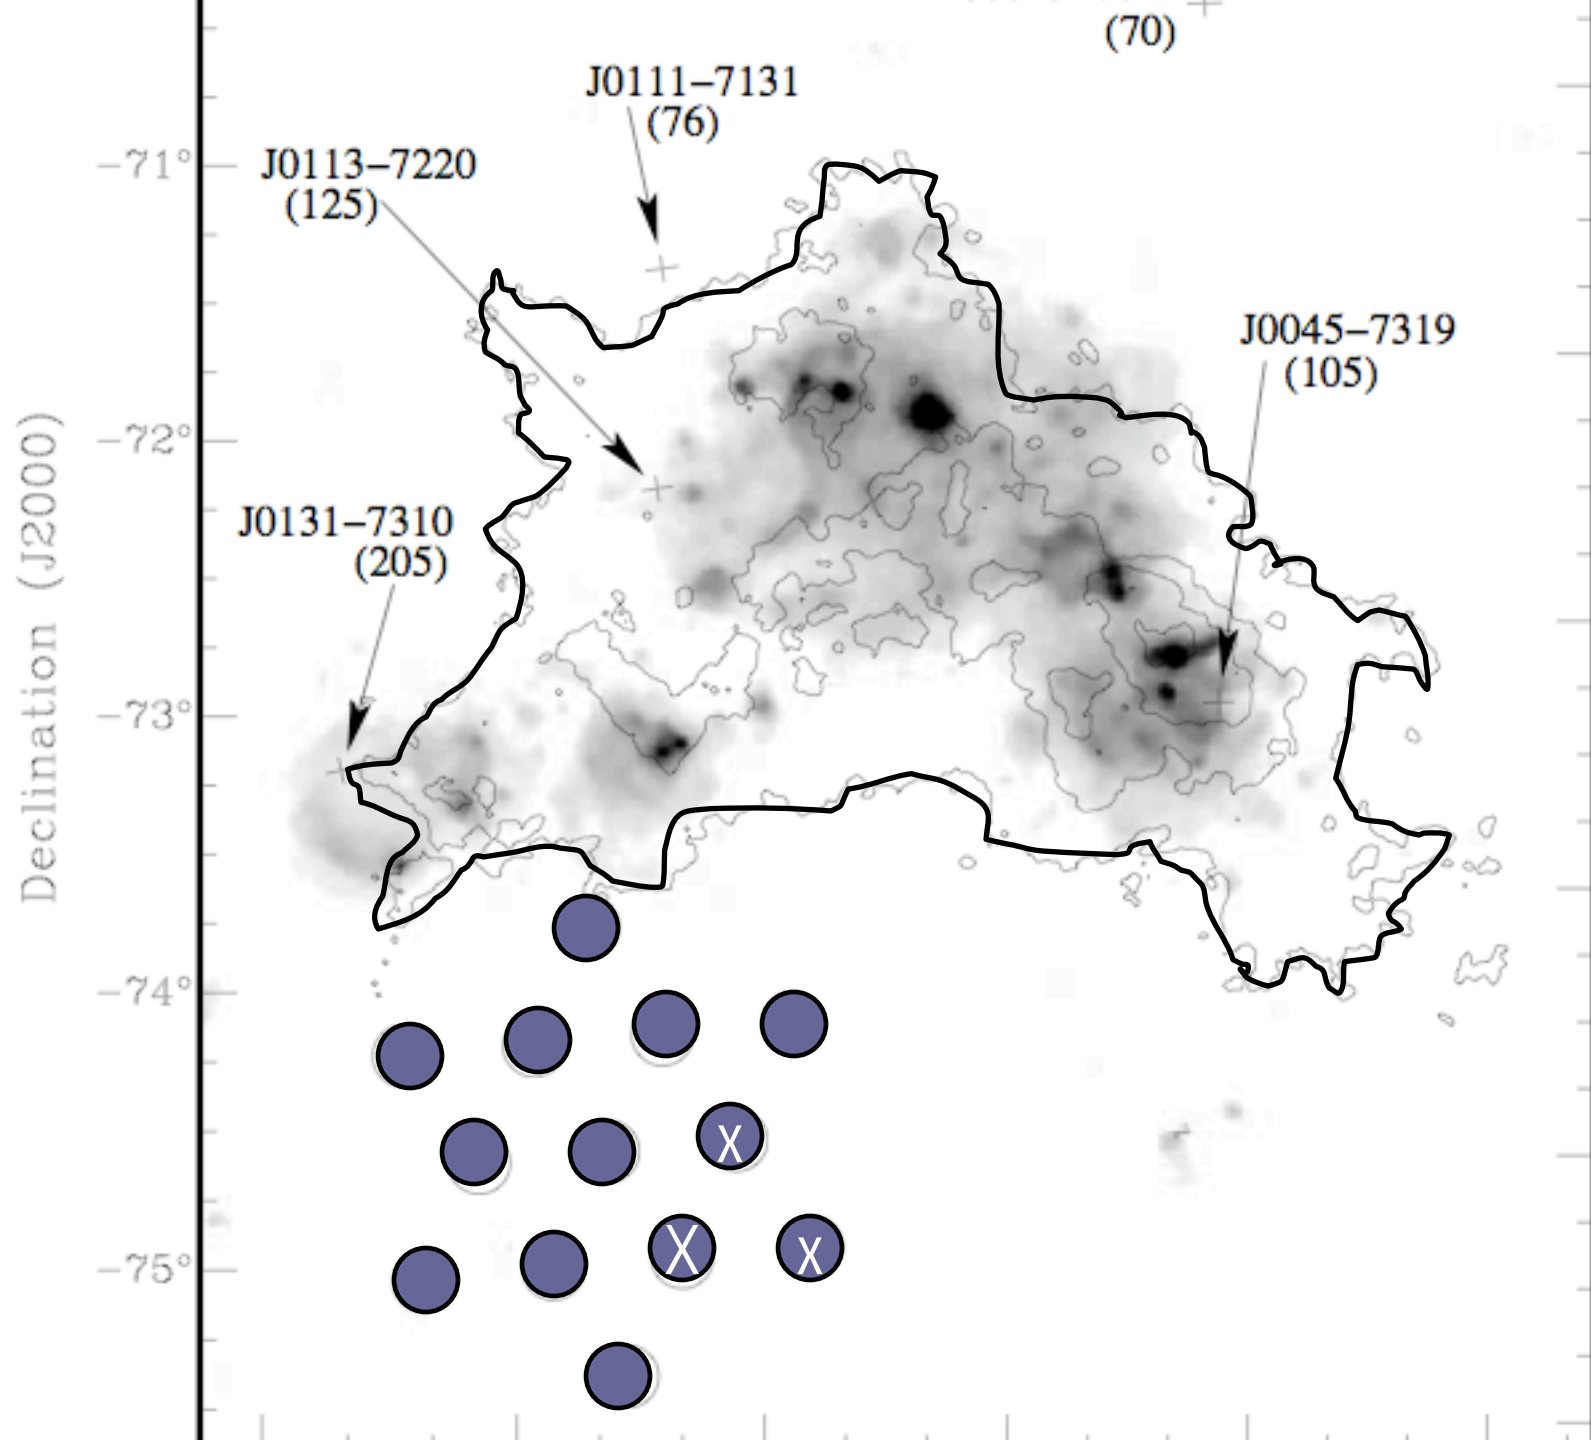 (70)
J0111−7131
(76)
−71°
J0113−7220
(125)
J0045−7319
(105)
−72°
J0131−7310
(205)
Declination (J2000)
−73°
−74°
X
X
X
−75°